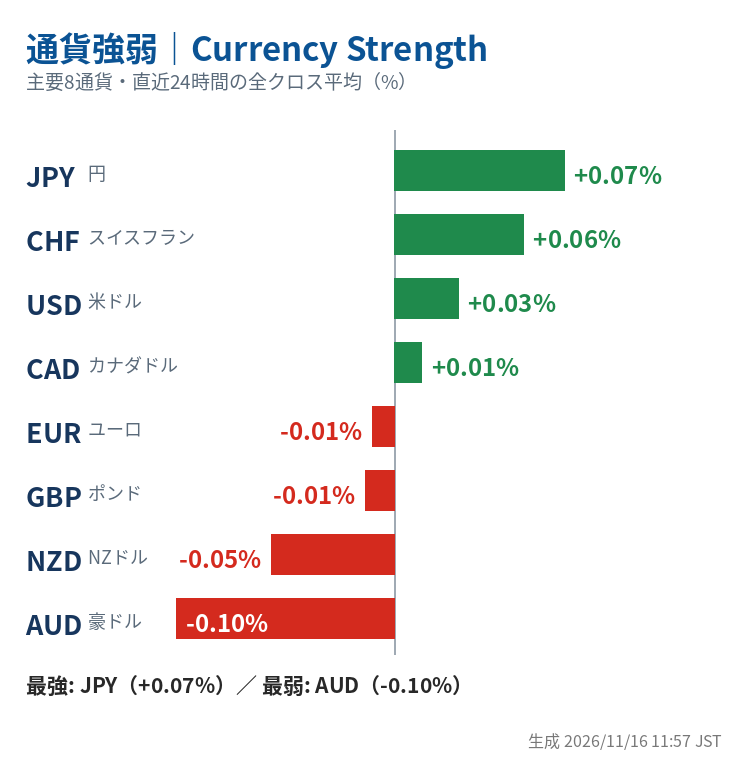 通貨強弱｜Currency Strength
主要8通貨・直近24時間の全クロス平均（%）
JPY 円 +0.07%
CHF スイスフラン +0.06%
USD 米ドル +0.03%
CAD カナダドル +0.01%
EUR ユーロ -0.01%
GBP ポンド -0.01%
NZD NZドル -0.05%
AUD 豪ドル -0.10%
最強: JPY（+0.07%）／ 最弱: AUD（-0.10%）
生成 2026/11/16 11:57 JST